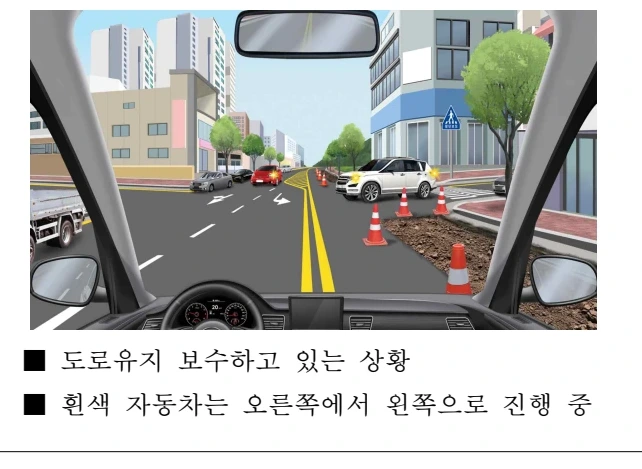 ■ 도로유지 보수하고 있는 상황
■ 흰색 자동차는 오른쪽에서 왼쪽으로 진행 중